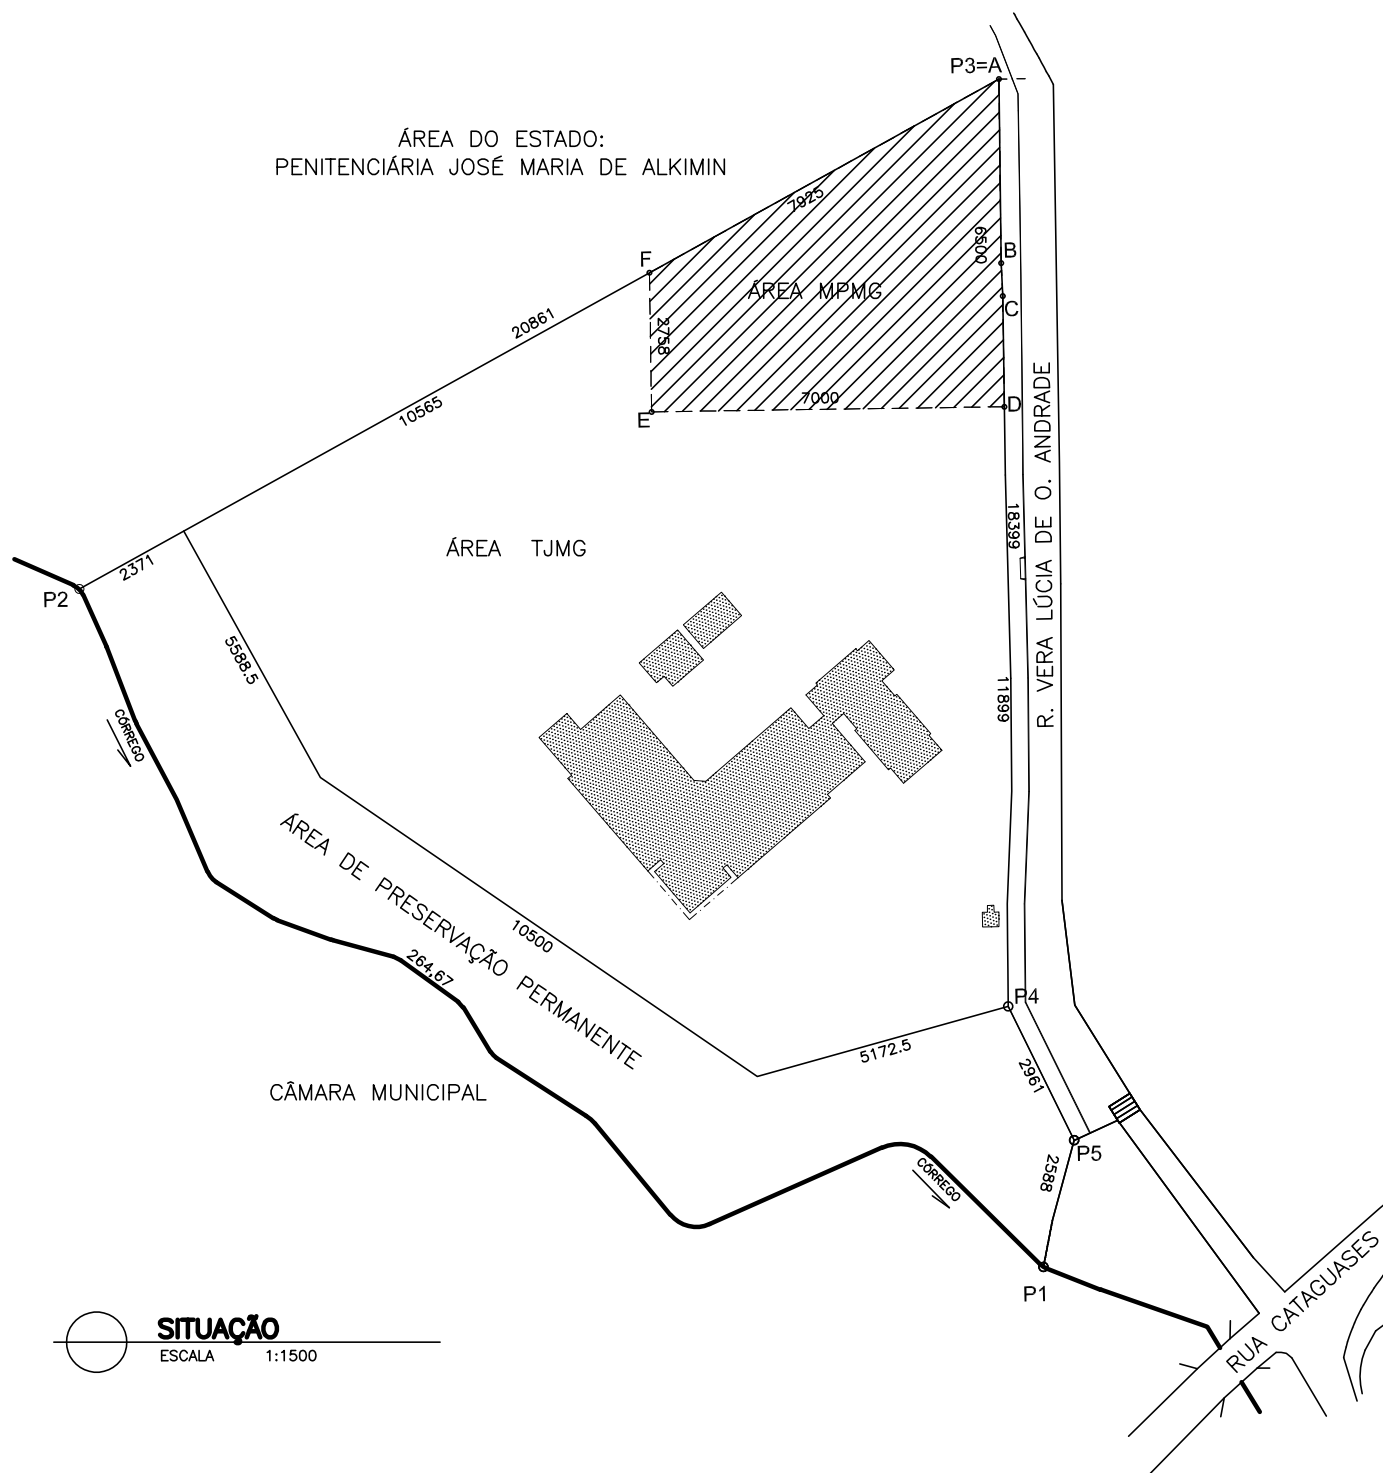 P3=A
ÁREA DO ESTADO:
PENITENCIÁRIA JOSÉ MARIA DE ALKIMIN
7925
6500
B
F
ÁREA MPMG
C
20861
2758
10565
7000
D
E
R. VERA LÚCIA DE O. ANDRADE
18399
ÁREA TJMG
2371
P2
5588.5
11899
CÓRREGO
ÁREA DE PRESERVAÇÃO PERMANENTE
10500
264,67
P4
5172.5
2961
CÂMARA MUNICIPAL
P5
2588
CÓRREGO
P1
RUA CATAGUASES
SITUAÇÃO
ESCALA 1:1500